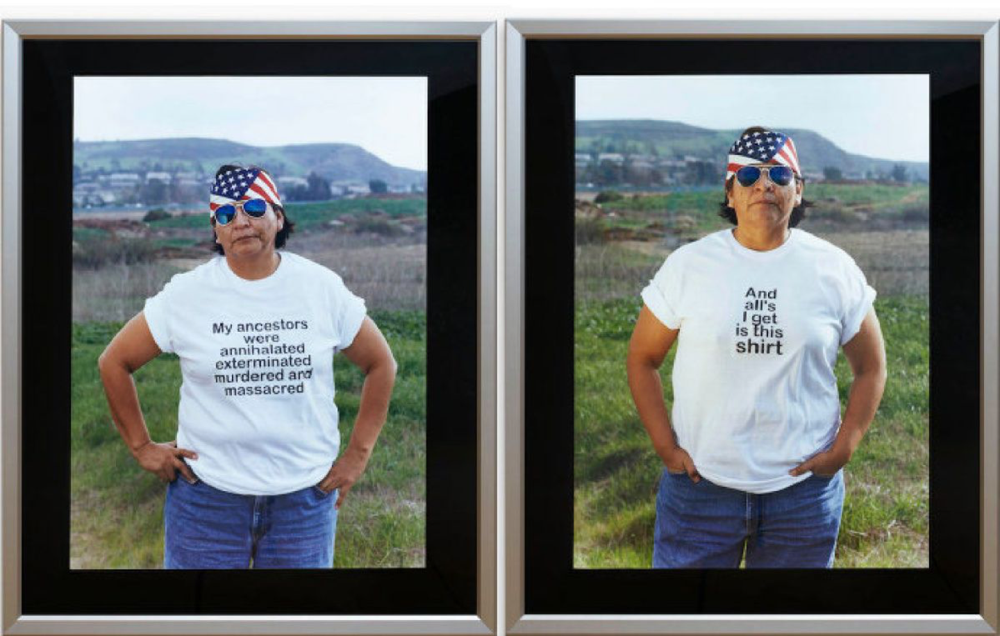 My ancestors
were
annihalated
exterminated
murdered and
massacred
And
all's
I get
is this
shirt